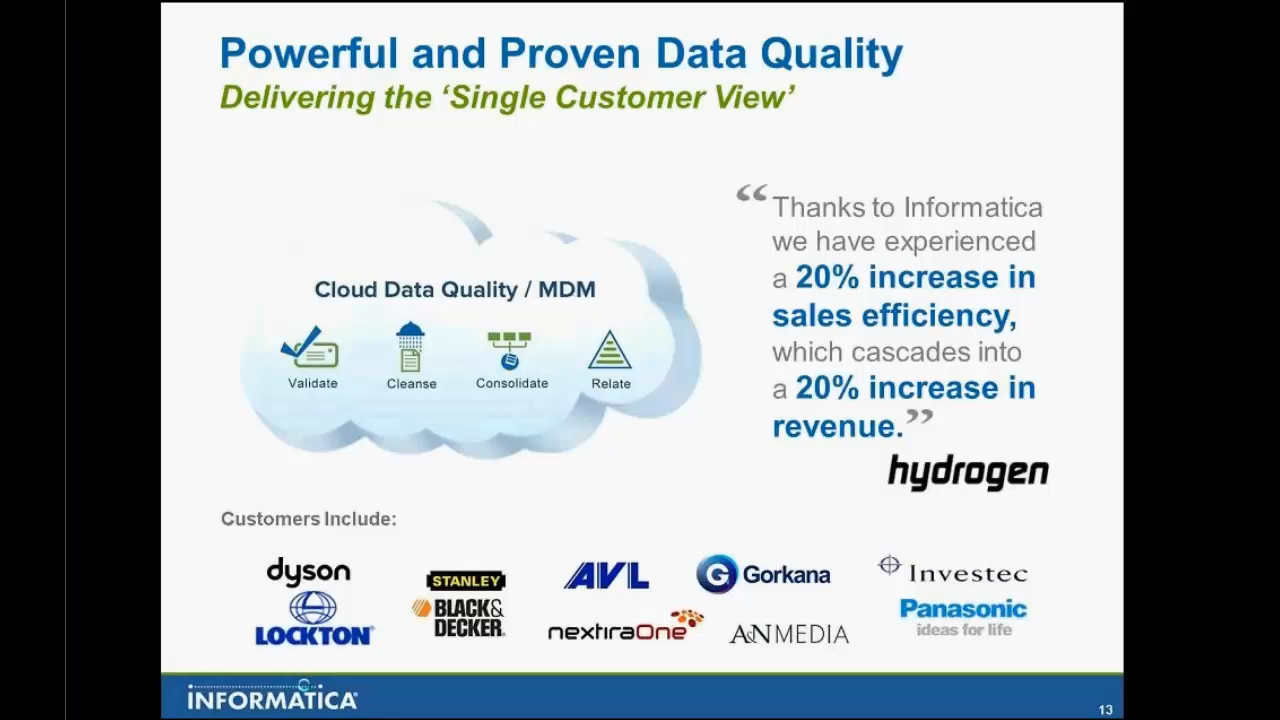 Powerful and Proven Data Quality
Delivering the ‘Single Customer View’
Cloud Data Quality / MDM
Validate
Cleanse
Consolidate
Relate
“Thanks to Informatica
we have experienced
a 20% increase in
sales efficiency,
which cascades into
a 20% increase in
revenue.”
hydrogen
Customers Include:
dyson
STANLEY
AVL
G Gorkana
Investec
LOCKTON®
BLACK&
DECKER®
nextiraOne
A&N MEDIA
Panasonic
ideas for life
INFORMATICA®
13